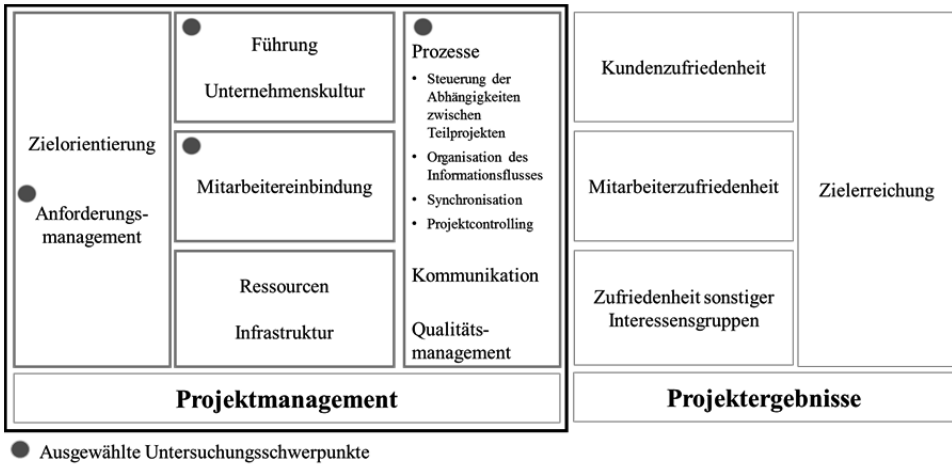 Zielorientierung
Anforderungs-
management
Führung
Unternehmenskultur
Mitarbeitereinbindung
Ressourcen
Infrastruktur
Prozesse
• Steuerung der
Abhängigkeiten
zwischen
Teilprojekten
• Organisation des
Informationsflusses
• Synchronisation
• Projektcontrolling
Kommunikation
Qualitäts-
management
Projektmanagement
Kundenzufriedenheit
Mitarbeiterzufriedenheit
Zufriedenheit sonstiger
Interessensgruppen
Zielerreichung
Projektergebnisse
Ausgewählte Untersuchungsschwerpunkte